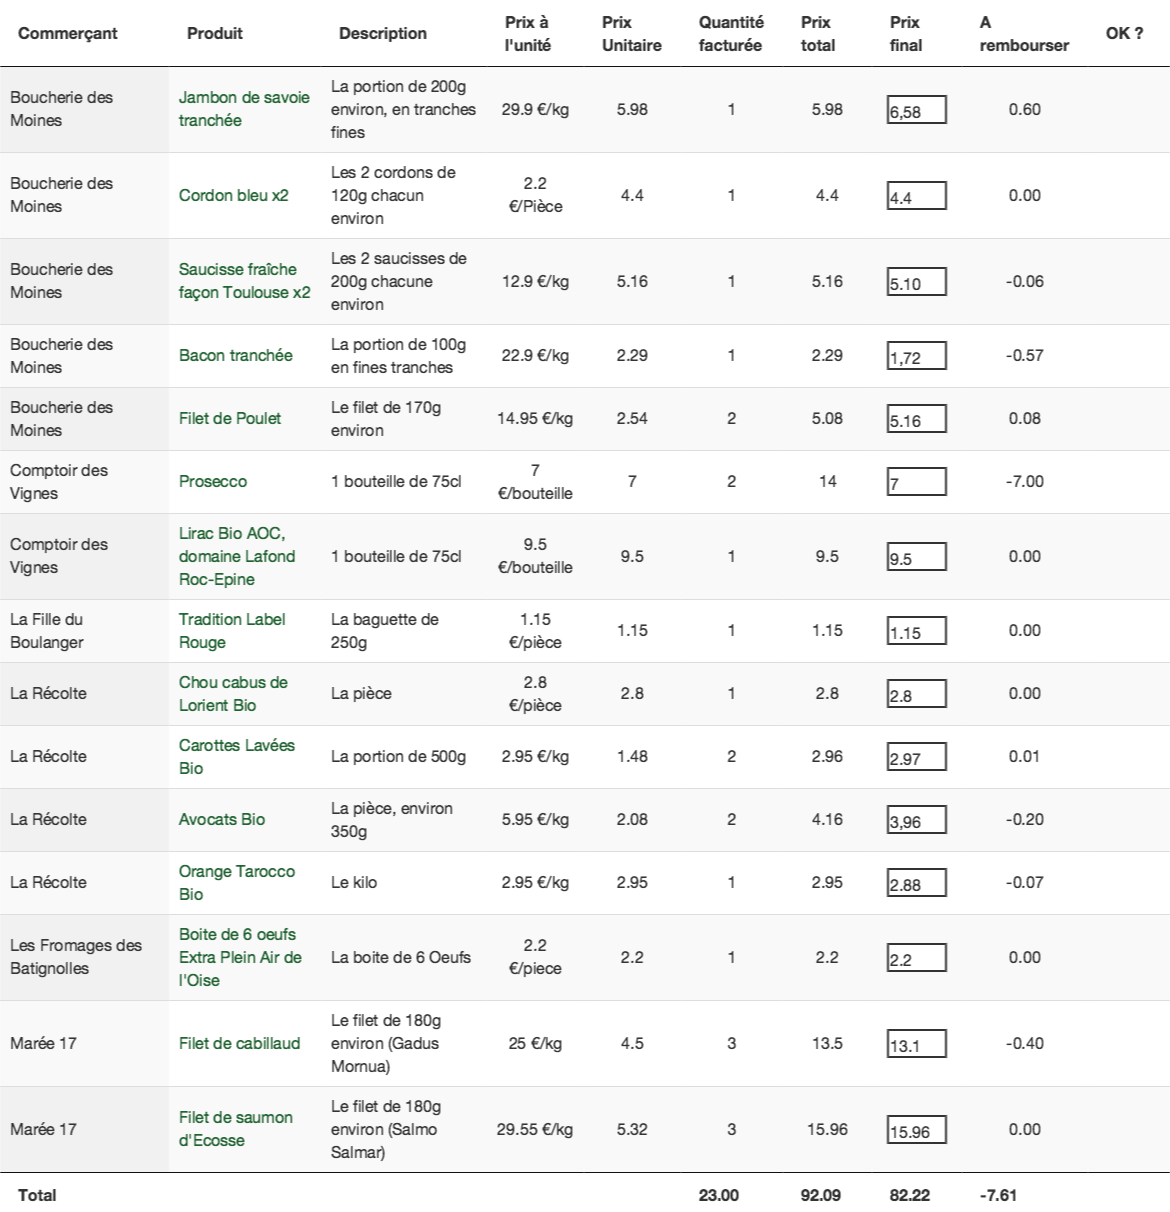 Commerçant Produit Description Prix à l'unité Prix Unitaire Quantité facturée Prix total Prix final A rembourser OK ?
Boucherie des Moines Jambon de savoie tranchée La portion de 200g environ, en tranches fines 29.9 €/kg 5.98 1 5.98 6,58 0.60
Boucherie des Moines Cordon bleu x2 Les 2 cordons de 120g chacun environ 2.2 €/Pièce 4.4 1 4.4 4.4 0.00
Boucherie des Moines Saucisse fraîche façon Toulouse x2 Les 2 saucisses de 200g chacune environ 12.9 €/kg 5.16 1 5.16 5.10 -0.06
Boucherie des Moines Bacon tranchée La portion de 100g en fines tranches 22.9 €/kg 2.29 1 2.29 1,72 -0.57
Boucherie des Moines Filet de Poulet Le filet de 170g environ 14.95 €/kg 2.54 2 5.08 5.16 0.08
Comptoir des Vignes Prosecco 1 bouteille de 75cl 7 €/bouteille 7 2 14 7 -7.00
Comptoir des Vignes Lirac Bio AOC, domaine Lafond Roc-Epine 1 bouteille de 75cl 9.5 €/bouteille 9.5 1 9.5 9.5 0.00
La Fille du Boulanger Tradition Label Rouge La baguette de 250g 1.15 €/pièce 1.15 1 1.15 1.15 0.00
La Récolte Chou cabus de Lorient Bio La pièce 2.8 €/pièce 2.8 1 2.8 2.8 0.00
La Récolte Carottes Lavées Bio La portion de 500g 2.95 €/kg 1.48 2 2.96 2.97 0.01
La Récolte Avocats Bio La pièce, environ 350g 5.95 €/kg 2.08 2 4.16 3,96 -0.20
La Récolte Orange Tarocco Bio Le kilo 2.95 €/kg 2.95 1 2.95 2.88 -0.07
Les Fromages des Batignolles Boite de 6 oeufs Extra Plein Air de l'Oise La boite de 6 Oeufs 2.2 €/piece 2.2 1 2.2 2.2 0.00
Marée 17 Filet de cabillaud Le filet de 180g environ (Gadus Mornua) 25 €/kg 4.5 3 13.5 13.1 -0.40
Marée 17 Filet de saumon d'Ecosse Le filet de 180g environ (Salmo Salmar) 29.55 €/kg 5.32 3 15.96 15.96 0.00
Total 23.00 92.09 82.22 -7.61